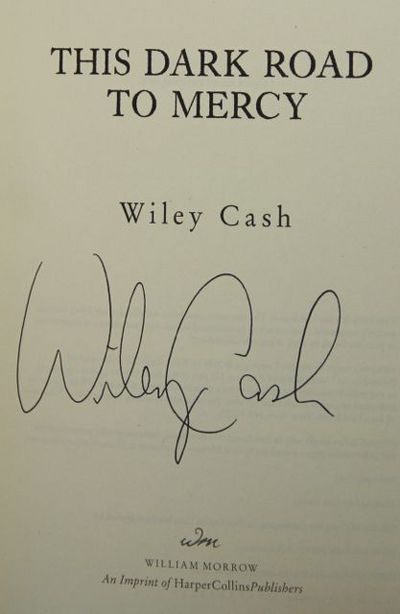 THIS DARK ROAD
TO MERCY
Wiley Cash
Wiley Cash
wm
WILLIAM MORROW
An Imprint of HarperCollinsPublishers